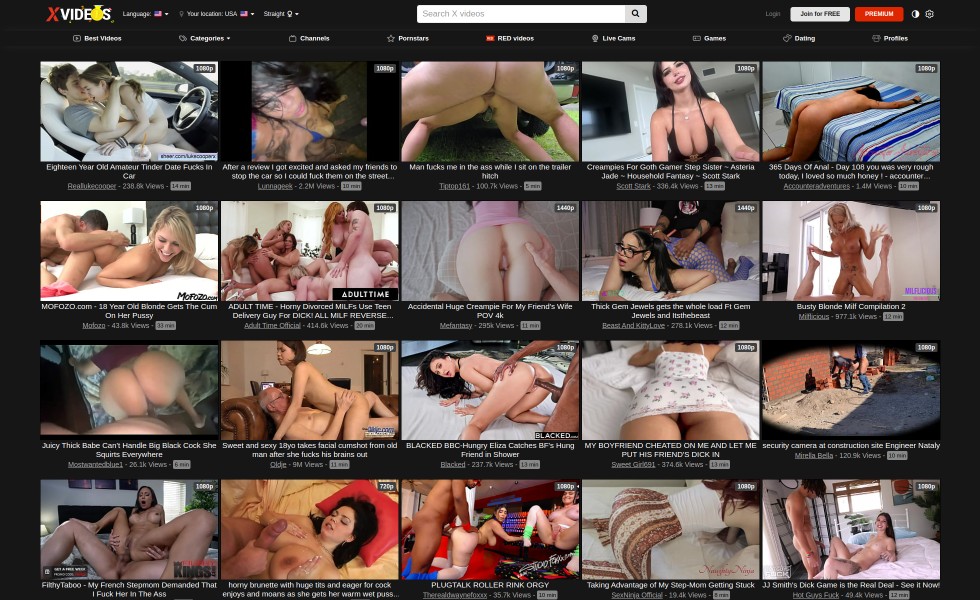 XVIDEOS
Language:
Your location: USA
Straight
Search X videos
Login
Join for FREE
PREMIUM
Best Videos
Categories
Channels
Pornstars
RED videos
Live Cams
Games
Dating
Profiles
1080p
sheer.com/lukecooperx
1080p
1080p
1080p
1080p
Eighteen Year Old Amateur Tinder Date Fucks In
Car
Reallukecooper - 238.8k Views - 14 min
After a review I got excited and asked my friends to
stop the car so I could fuck them on the street...
Lunnageek - 2.2M Views - 10 min
Man fucks me in the ass while I sit on the trailer
hitch
Tiptop161 - 100.7k Views - 5 min
Creampies For Goth Gamer Step Sister ~ Asteria
Jade ~ Household Fantasy ~ Scott Stark
Scott Stark - 336.4k Views - 13 min
365 Days Of Anal - Day 108 you was very rough
today, I loved so much honey ! - accounter...
Accounteradventures - 1.4M Views - 10 min
1080p
MOFOZO.com
1080p
ADULTTIME
1440p
1440p
1080p
MILFLICIOUS
MOFOZO.com - 18 Year Old Blonde Gets The Cum
On Her Pussy
Mofozo - 43.8k Views - 33 min
ADULT TIME - Horny Divorced MILFs Use Teen
Delivery Guy For DICK! ALL MILF REVERSE...
Adult Time Official - 414.6k Views - 20 min
Accidental Huge Creampie For My Friend's Wife
POV 4k
Mefantasy - 295k Views - 11 min
Thick Gem Jewels gets the whole load Ft Gem
Jewels and Itsthebeast
Beast And KittyLove - 278.1k Views - 12 min
Busty Blonde Milf Compilation 2
Milflicious - 977.1k Views - 12 min
1080p
1080p
BLACKED
1080p
1080p
Juicy Thick Babe Can't Handle Big Black Cock She
Squirts Everywhere
Mostwantedblue1 - 26.1k Views - 6 min
Sweet and sexy 18yo takes facial cumshot from old
man after she fucks his brains out
Oldje - 9M Views - 11 min
BLACKED BBC-Hungry Eliza Catches BF's Hung
Friend in Shower
Blacked - 237.7k Views - 13 min
MY BOYFRIEND CHEATED ON ME AND LET ME
PUT HIS FRIEND'S DICK IN
Sweet Girl691 - 374.6k Views - 13 min
security camera at construction site Engineer Nataly
Mirella Bella - 120.9k Views - 10 min
1080p
720p
1080p
1080p
1080p
FilthyTaboo - My French Stepmom Demanded That
I Fuck Her In The Ass
horny brunette with huge tits and eager for cock
enjoys and moans as she gets her warm wet puss...
PLUGTALK ROLLER RINK ORGY
Therealdwaynefoxxx - 35.7k Views - 10 min
Taking Advantage of My Step-Mom Getting Stuck
SexNinja Official - 19.4k Views - 8 min
JJ Smith's Dick Game is the Real Deal - See it Now!
Hot Guys Fuck - 49.4k Views - 12 min